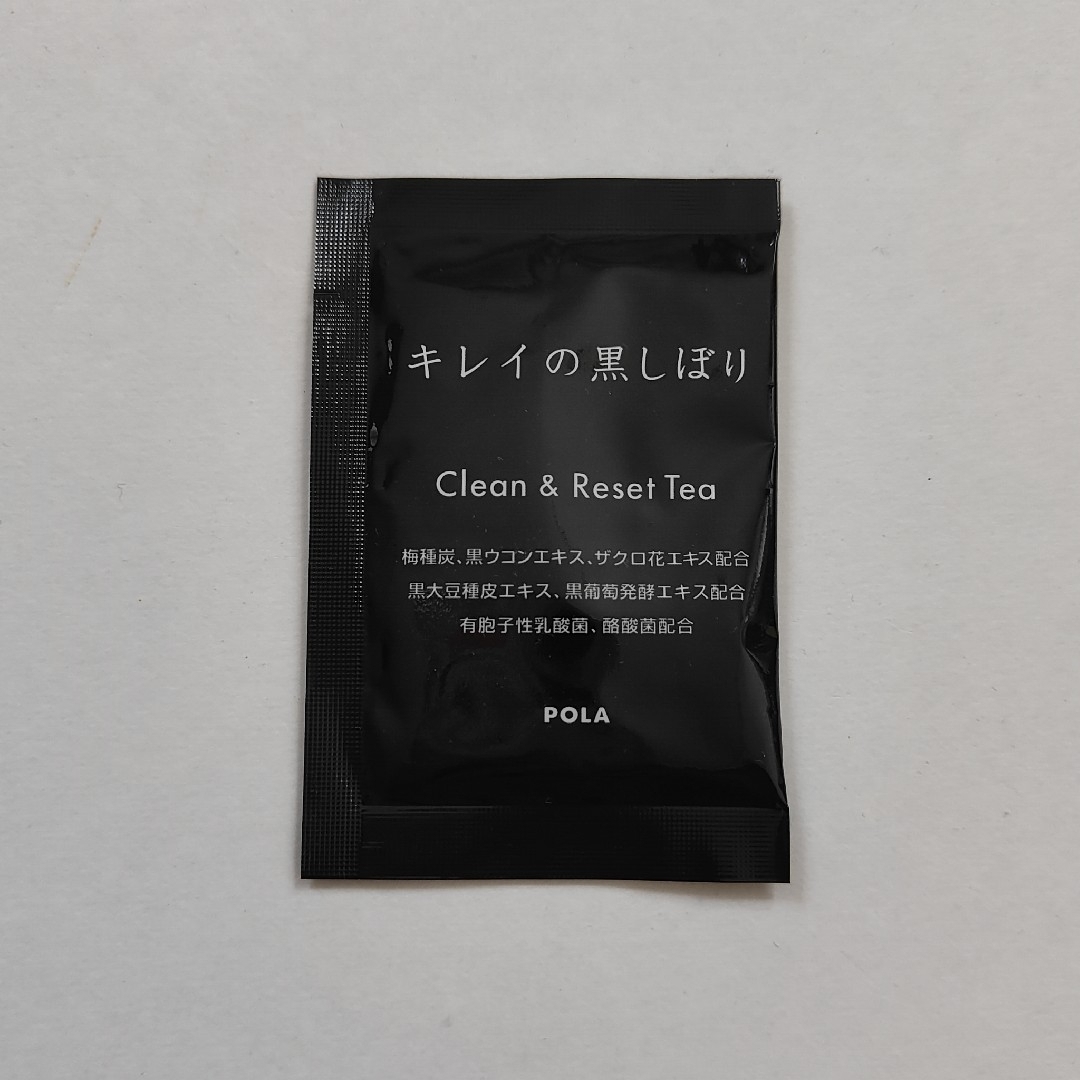 キレイの黒しぼり
Clean & Reset Tea
梅種炭、黒ウコンエキス、ザクロ花エキス配合
黒大豆種皮エキス、黒葡萄発酵エキス配合
有胞子性乳酸菌、酪酸菌配合
POLA